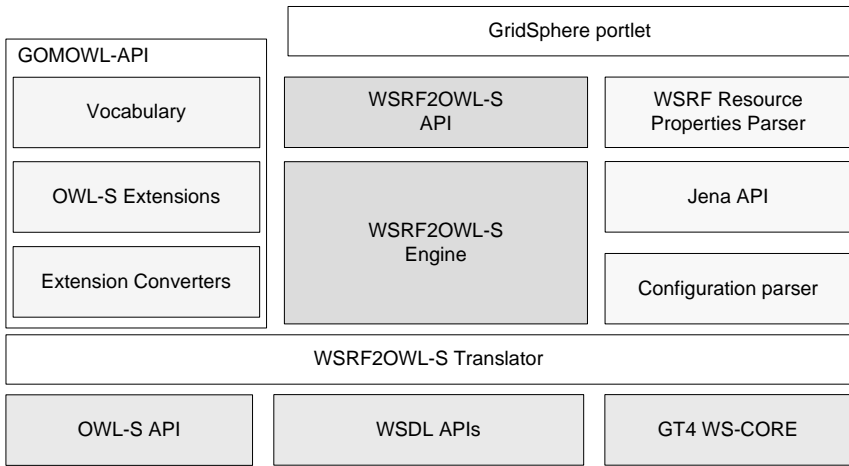 GridSphere portlet
GOMOWL-API
Vocabulary
OWL-S Extensions
Extension Converters
WSRF2OWL-S
API
WSRF2OWL-S
Engine
WSRF Resource
Properties Parser
Jena API
Configuration parser
WSRF2OWL-S Translator
OWL-S API
WSDL APIs
GT4 WS-CORE